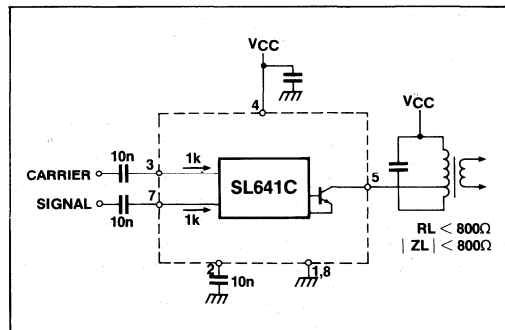 VCC
4
VCC
10n
3
1k
5
CARRIER
SL641C
SIGNAL
7
10n
1k
RL < 800Ω
| ZL | < 800Ω
2
10n
1,8